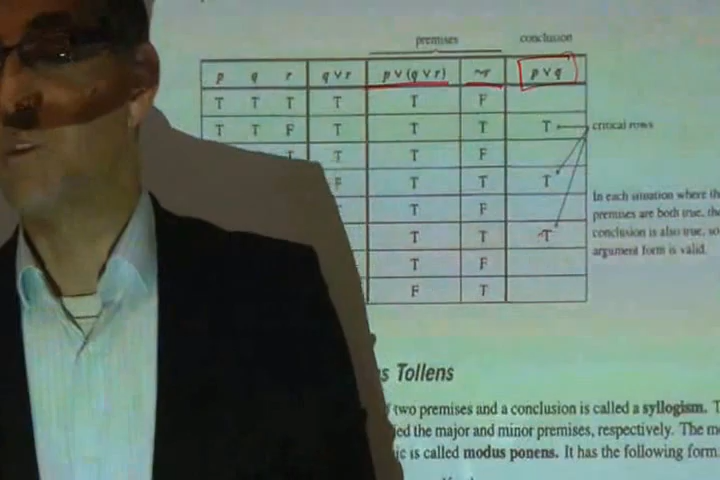 premises conclusion
p q r q ∨ r p ∨ (q ∨ r) ~r p ∨ q
T T T T T F
T T F T T T T critical rows
T T T F
F T T T
T F
T T T
T F
F T
In each situation where the
premises are both true, the
conclusion is also true, so
argument form is valid.
s Tollens
two premises and a conclusion is called a syllogism. T
ed the major and minor premises, respectively. The m
ic is called modus ponens. It has the following form.